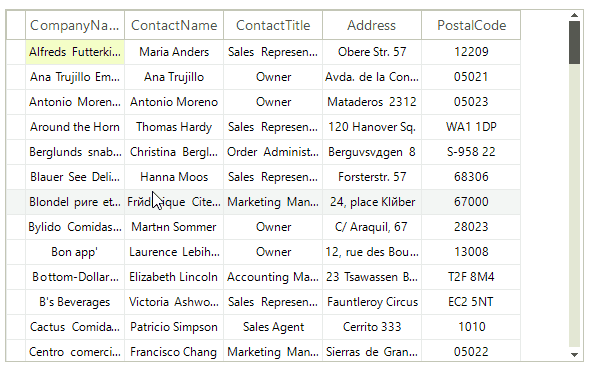 CompanyNa... ContactName ContactTitle Address PostalCode
Alfreds Futterki... Maria Anders Sales Represen... Obere Str. 57 12209
Ana Trujillo Em... Ana Trujillo Owner Avda. de la Con... 05021
Antonio Moren... Antonio Moreno Owner Mataderos 2312 05023
Around the Horn Thomas Hardy Sales Represen... 120 Hanover Sq. WA1 1DP
Berglunds snab... Christina Bergl... Order Administ... Berguvsvдgen 8 S-958 22
Blauer See Deli... Hanna Moos Sales Represen... Forsterstr. 57 68306
Blondel pиre et... Cite... Marketing Man... 24, place Klйber 67000
Bylido Comidas... Martнn Sommer Owner C/ Araquil, 67 28023
Bon app' Laurence Lebih... Owner 12, rue des Bou... 13008
Bottom-Dollar... Elizabeth Lincoln Accounting Ma... 23 Tsawassen B... T2F 8M4
B's Beverages Victoria Ashwo... Sales Represen... Fauntleroy Circus EC2 5NT
Cactus Comida... Patricio Simpson Sales Agent Cerrito 333 1010
Centro comerci... Francisco Chang Marketing Man... Sierras de Gran... 05022